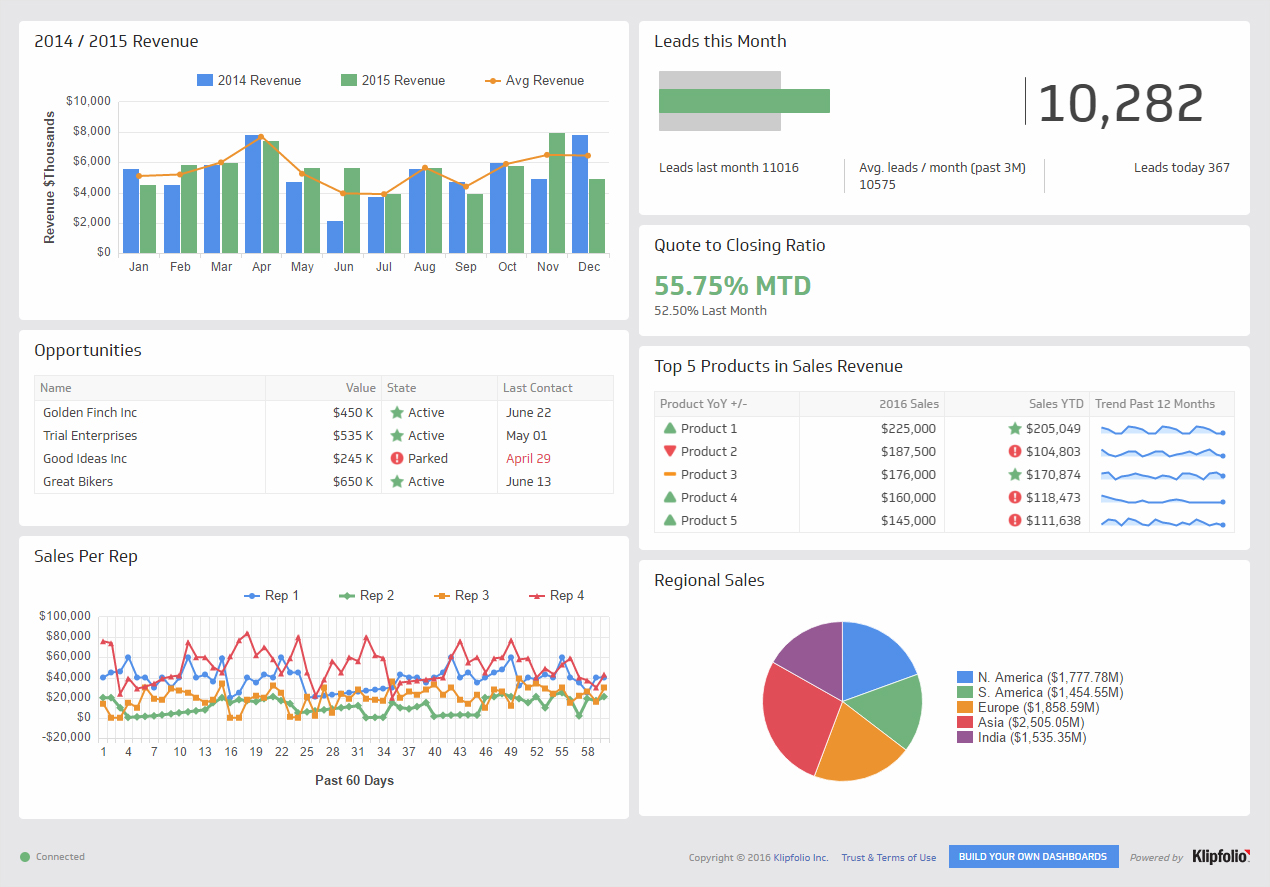 2014 / 2015 Revenue
2014 Revenue 2015 Revenue Avg Revenue
Revenue $Thousands
$10,000
$8,000
$6,000
$4,000
$2,000
$0
Jan Feb Mar Apr May Jun Jul Aug Sep Oct Nov Dec
Leads this Month
10,282
Leads last month 11016
Avg. leads / month (past 3M)
10575
Leads today 367
Quote to Closing Ratio
55.75% MTD
52.50% Last Month
Opportunities
Name Value State Last Contact
Golden Finch Inc $450 K Active June 22
Trial Enterprises $535 K Active May 01
Good Ideas Inc $245 K Parked April 29
Great Bikers $650 K Active June 13
Top 5 Products in Sales Revenue
Product YoY +/- 2016 Sales Sales YTD Trend Past 12 Months
Product 1 $225,000 $205,049
Product 2 $187,500 $104,803
Product 3 $176,000 $170,874
Product 4 $160,000 $118,473
Product 5 $145,000 $111,638
Sales Per Rep
Rep 1 Rep 2 Rep 3 Rep 4
$100,000
$80,000
$60,000
$40,000
$20,000
$0
-$20,000
1 4 7 10 13 16 19 22 25 28 31 34 37 40 43 46 49 52 55 58
Past 60 Days
Regional Sales
N. America ($1,777.78M)
S. America ($1,454.55M)
Europe ($1,858.59M)
Asia ($2,505.05M)
India ($1,535.35M)
Connected
Copyright © 2016 Klipfolio Inc. Trust & Terms of Use BUILD YOUR OWN DASHBOARDS Powered by Klipfolio